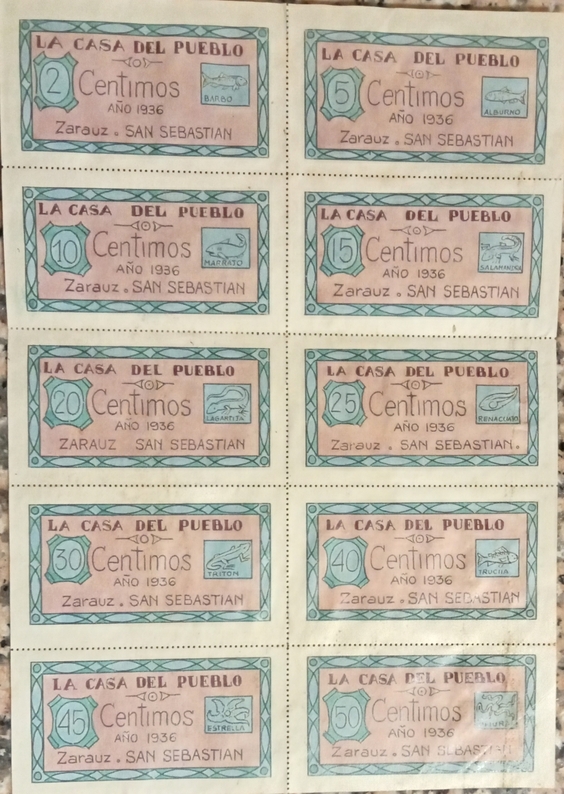 LA CASA DEL PUEBLO
2 Centimos
BARBO
AÑO 1936
Zarauz . SAN SEBASTIAN
LA CASA DEL PUEBLO
5 Centimos
ALBURNO
AÑO 1936
Zarauz . SAN SEBASTIAN
LA CASA DEL PUEBLO
10 Centimos
MARRAJO
AÑO 1936
Zarauz . SAN SEBASTIAN
LA CASA DEL PUEBLO
15 Centimos
AÑO 1936
Zarauz . SAN SEBASTIAN
LA CASA DEL PUEBLO
20 Centimos
LAGARTIJA
AÑO 1936
ZARAUZ SAN SEBASTIAN
LA CASA DEL PUEBLO
25 Centimos
AÑO 1936
Zarauz . SAN SEBASTIAN.
LA CASA DEL PUEBLO
30 Centimos
TRITON
AÑO 1936
Zarauz . SAN SEBASTIAN
LA CASA DEL PUEBLO
40 Centimos
AÑO 1936
Zarauz . SAN SEBASTIAN
LA CASA DEL PUEBLO
45 Centimos
ESTRELLA
AÑO 1936
Zarauz . SAN SEBASTIAN
LA CASA DEL PUEBLO
50 Centimos
AÑO 1936
Zarauz . SAN SEBASTIAN